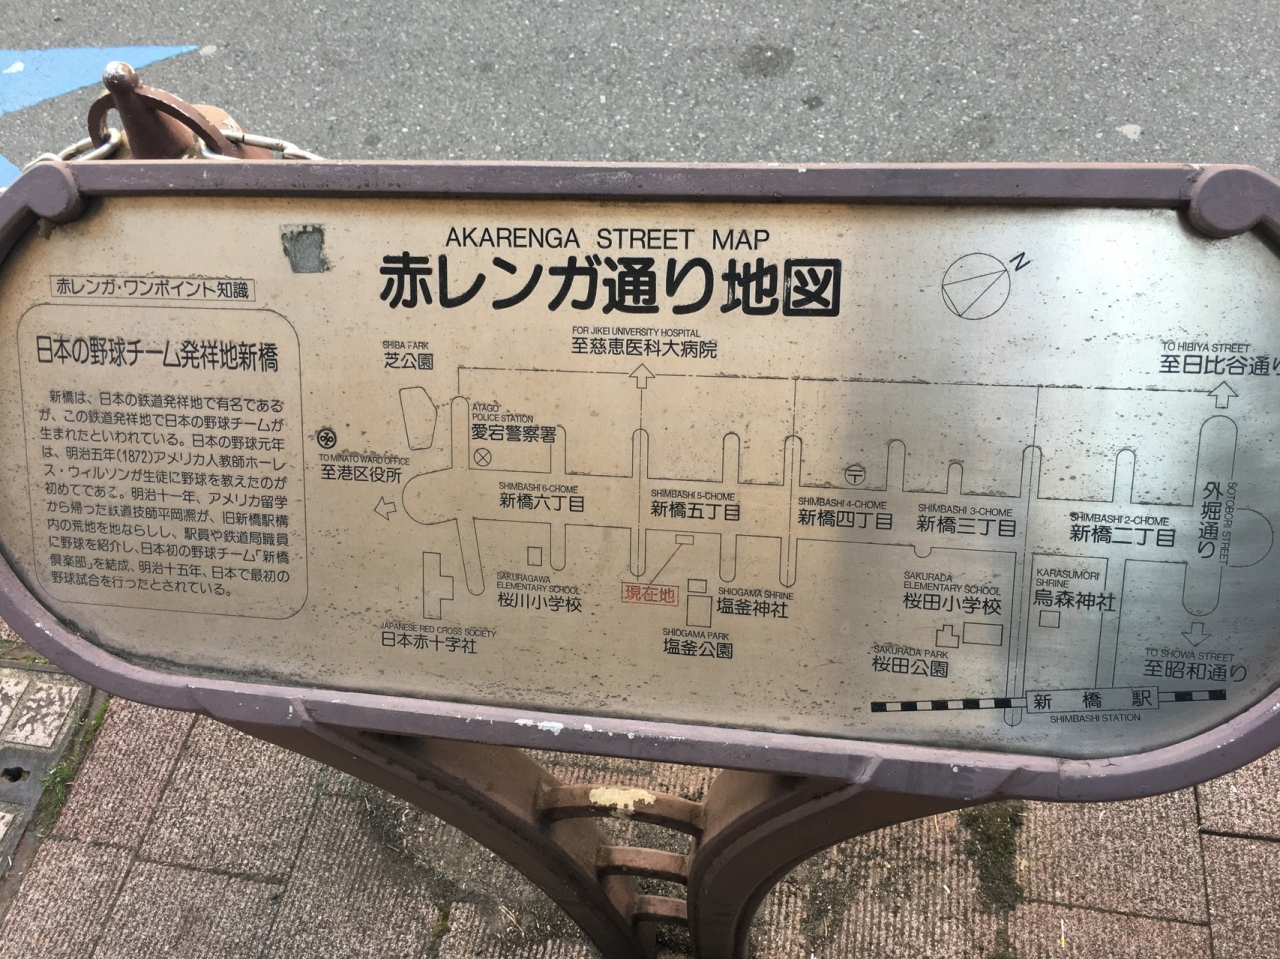 AKARENGA STREET MAP
赤レンガ通り地図
赤レンガ・ワンポイント知識
日本の野球チーム発祥地新橋
新橋は、日本の鉄道発祥地で有名である
が、この鉄道発祥地で日本の野球チームが
生まれたといわれている。日本の野球元年
は、明治五年(1872)アメリカ人教師ホーレ
ス・ウィルソンが生徒に野球を教えたのが
初めてである。明治十一年、アメリカ留学
から帰った鉄道技師平岡凞が、旧新橋駅構
内の荒地を地ならしし、駅員や鉄道局職員
に野球を紹介し、日本初の野球チーム「新橋
倶楽部」を結成、明治十五年、日本で最初の
野球試合を行ったとされている。
N
SHIBA PARK
芝公園
FOR JIKEI UNIVERSITY HOSPITAL
至慈恵医科大病院
TO HIBIYA STREET
至日比谷通り
ATAGO
POLICE STATION
愛宕警察署
TO MINATO WARD OFFICE
至港区役所
SHIMBASHI 6-CHOME
新橋六丁目
SHIMBASHI 5-CHOME
新橋五丁目
〒
SHIMBASHI 4-CHOME
新橋四丁目
SHIMBASHI 3-CHOME
新橋三丁目
SHIMBASHI 2-CHOME
新橋二丁目
外堀通り
SOTOBORI STREET
SAKURAGAWA
ELEMENTARY SCHOOL
桜川小学校
現在地
SHIOGAMA SHRINE
塩釜神社
SAKURADA
ELEMENTARY SCHOOL
桜田小学校
KARASUMORI
SHRINE
烏森神社
JAPANESE RED CROSS SOCIETY
日本赤十字社
SHIOGAMA PARK
塩釜公園
SAKURADA PARK
桜田公園
TO SHOWA STREET
至昭和通り
新橋駅
SHIMBASHI STATION